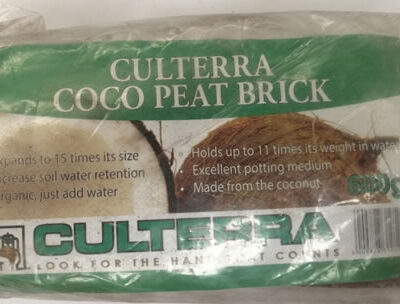 CULTERRA
COCO PEAT BRICK
xpands to 15 times its size
crease soil water retention
rganic, just add water
• Holds up to 11 times its weight in wate
Excellent potting medium
• Made from the coconut
CULTERRA
LOOK FOR THE HAN THAT COUNTS